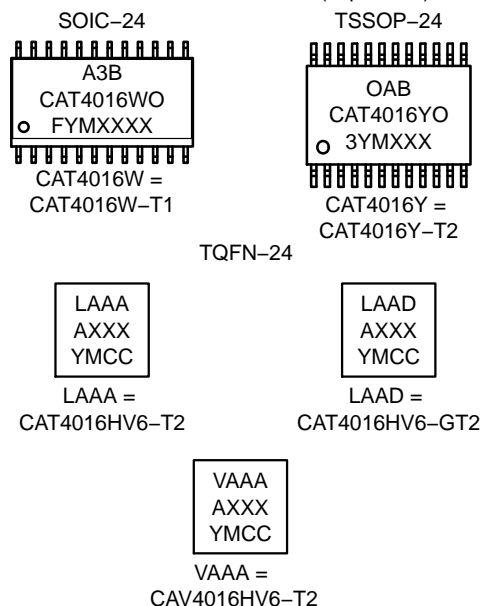 SOIC−24
A3B
CAT4016WO
FYMXXXX
CAT4016W =
CAT4016W−T1
TSSOP−24
OAB
CAT4016YO
3YMXXX
CAT4016Y =
CAT4016Y−T2
TQFN−24
LAAA
AXXX
YMCC
LAAA =
CAT4016HV6−T2
LAAD
AXXX
YMCC
LAAD =
CAT4016HV6−GT2
VAAA
AXXX
YMCC
VAAA =
CAV4016HV6−T2